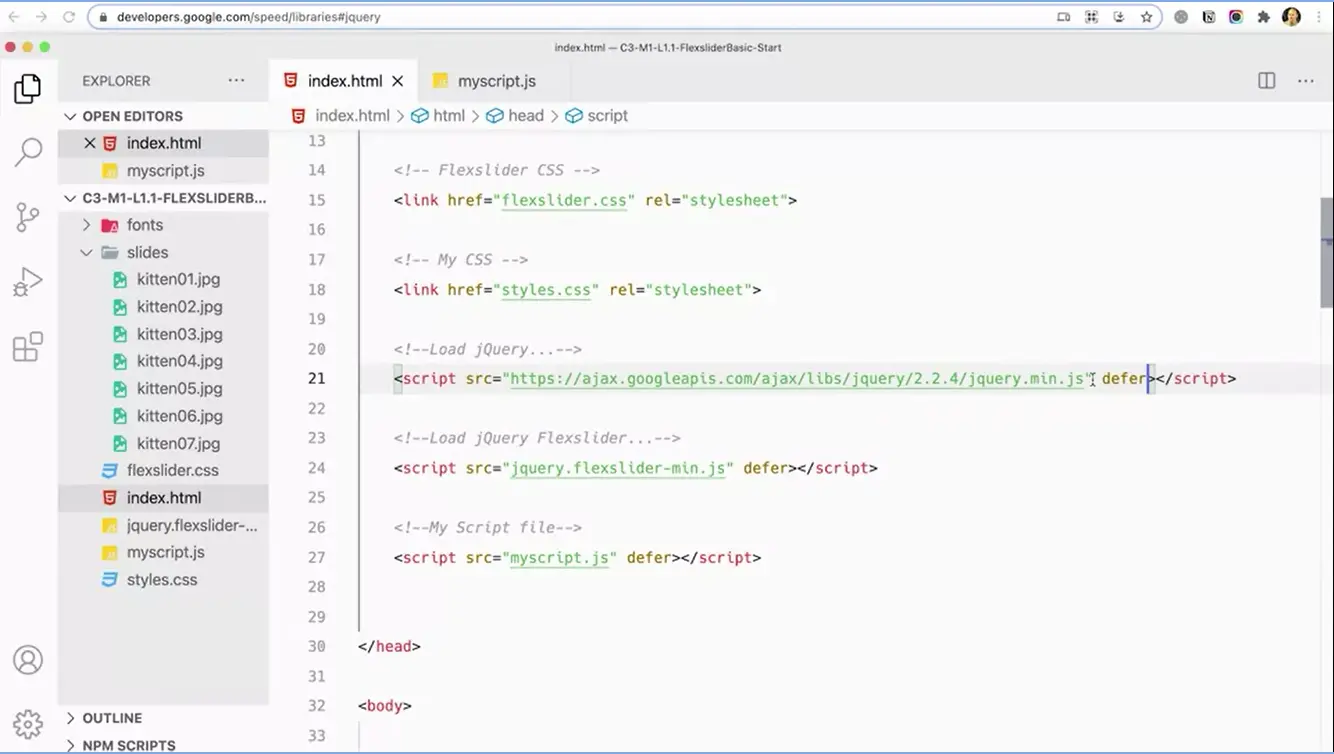 developers.google.com/speed/libraries#jquery
index.html — C3-M1-L1.1-FlexsliderBasic-Start
EXPLORER
OPEN EDITORS
index.html
myscript.js
C3-M1-L1.1-FLEXSLIDERB...
fonts
slides
kitten01.jpg
kitten02.jpg
kitten03.jpg
kitten04.jpg
kitten05.jpg
kitten06.jpg
kitten07.jpg
flexslider.css
index.html
jquery.flexslider-...
myscript.js
styles.css
OUTLINE
NPM SCRIPTS
index.html myscript.js
index.html > html > head > script
13
14 <!-- Flexslider CSS -->
15 <link href="flexslider.css" rel="stylesheet">
16
17 <!-- My CSS -->
18 <link href="styles.css" rel="stylesheet">
19
20 <!--Load jQuery...-->
21 <script src="https://ajax.googleapis.com/ajax/libs/jquery/2.2.4/jquery.min.js" defer></script>
22
23 <!--Load jQuery Flexslider...-->
24 <script src="jquery.flexslider-min.js" defer></script>
25
26 <!--My Script file-->
27 <script src="myscript.js" defer></script>
28
29
30 </head>
31
32 <body>
33